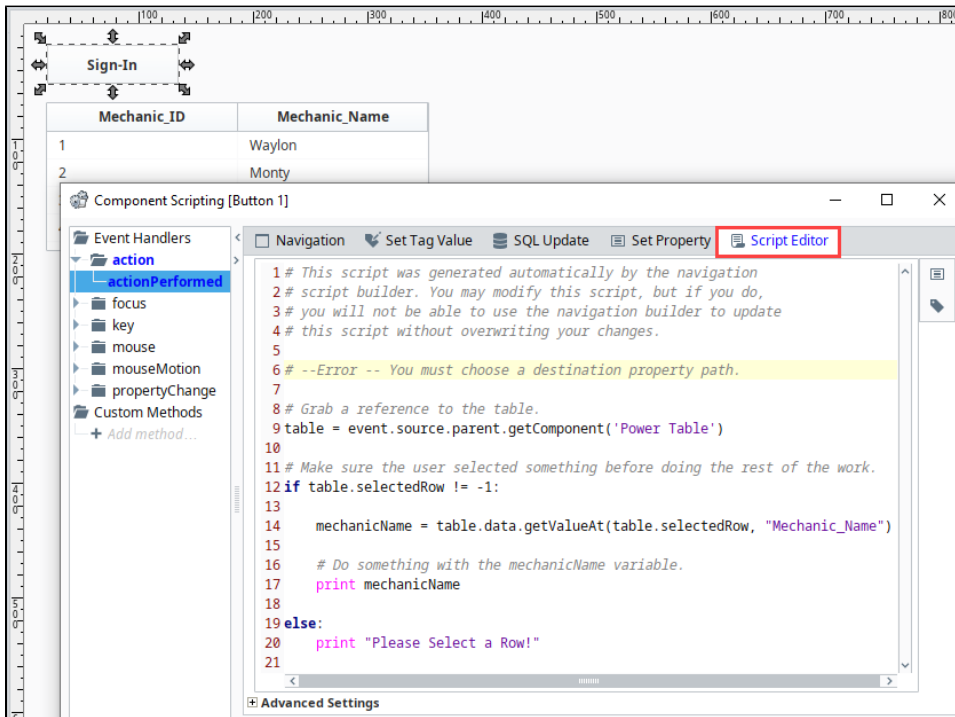 100 200 300 400 500 600 700 800
Sign-In
Mechanic_ID Mechanic_Name
1 Waylon
2 Monty
100
200
300
400
500
Component Scripting [Button 1]
Event Handlers
action
actionPerformed
focus
key
mouse
mouseMotion
propertyChange
Custom Methods
Add method...
Navigation Set Tag Value SQL Update Set Property Script Editor
1 # This script was generated automatically by the navigation
2 # script builder. You may modify this script, but if you do,
3 # you will not be able to use the navigation builder to update
4 # this script without overwriting your changes.
5
6 # --Error -- You must choose a destination property path.
7
8 # Grab a reference to the table.
9 table = event.source.parent.getComponent('Power Table')
10
11 # Make sure the user selected something before doing the rest of the work.
12 if table.selectedRow != -1:
13
14 mechanicName = table.data.getValueAt(table.selectedRow, "Mechanic_Name")
15
16 # Do something with the mechanicName variable.
17 print mechanicName
18
19 else:
20 print "Please Select a Row!"
21
Advanced Settings